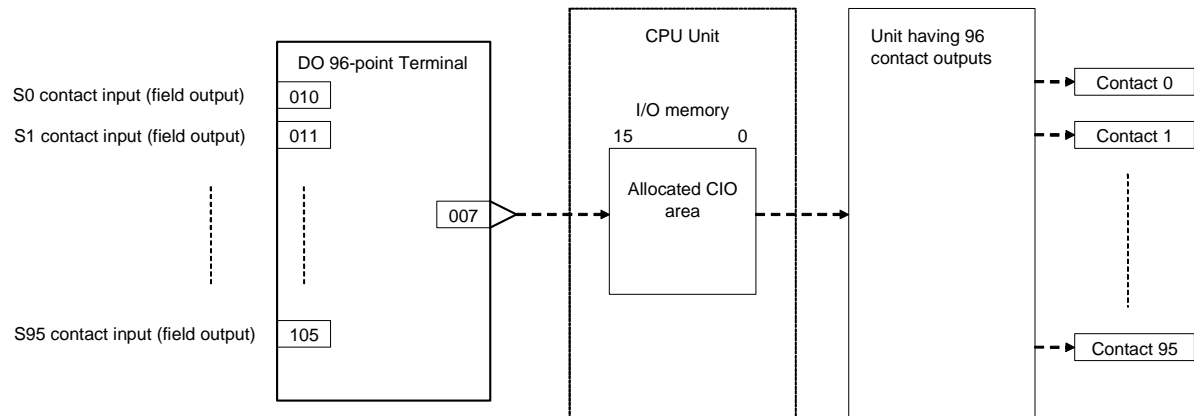 DO 96-point Terminal
S0 contact input (field output)
010
S1 contact input (field output)
011
007
S95 contact input (field output)
105
CPU Unit
I/O memory
15
0
Allocated CIO
area
Unit having 96
contact outputs
Contact 0
Contact 1
Contact 95